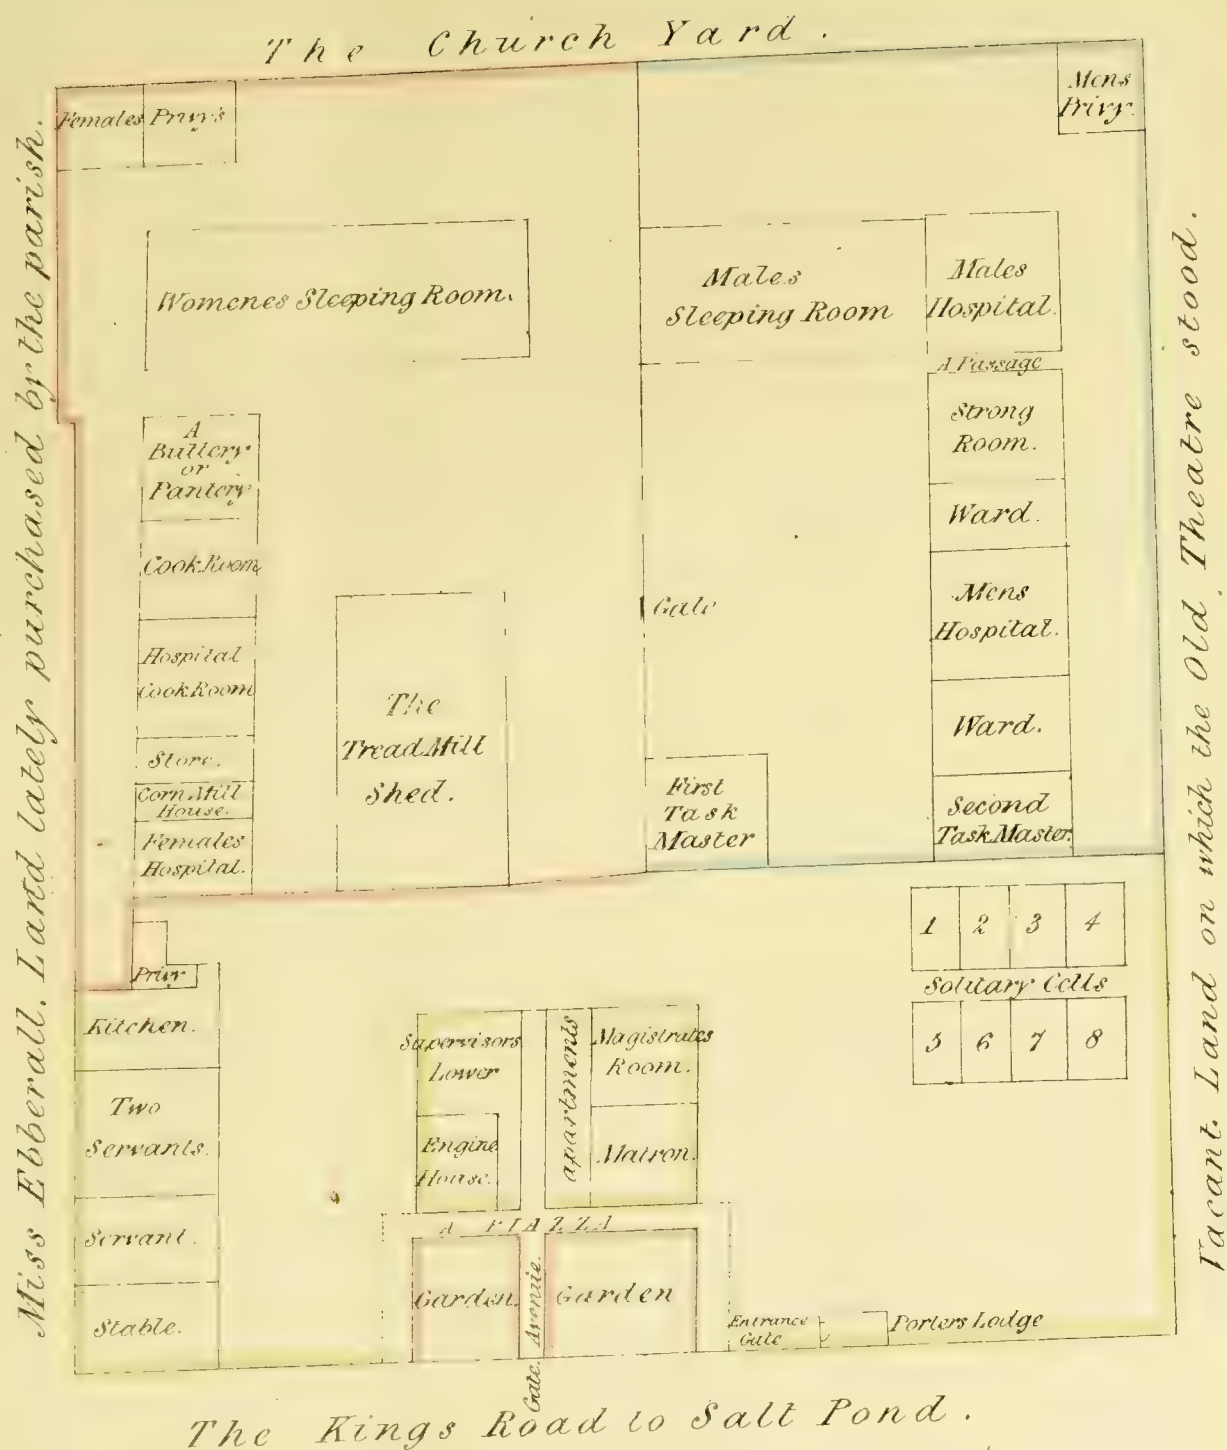 The Church Yard.
Females Privy's
Mens
Privy.
Miss Ebberall. Land lately purchased by the parish.
Vacant. Land on which the Old Theatre stood.
Womenes Sleeping Room.
Males
Sleeping Room
Males
Hospital.
A Passage
Strong
Room.
Ward.
Mens
Hospital.
Ward.
Second
Task Master.
A
Buttery
or
Pantery
Cook Room
Hospital
Cook Room
Store.
Corn Mill
House.
Females
Hospital.
The
Tread Mill
Shed.
Gate
First
Task
Master
1 2 3 4
Solitary Cells
5 6 7 8
Privy
Kitchen.
Two
Servants.
Servant.
Stable.
Supervisors
Lower
apartments
Magistrates
Room.
Engine
House.
Matron.
A PIAZZA
Garden.
Gate. Avenue.
Garden
Entrance
Gate
Porters Lodge
The Kings Road to Salt Pond.